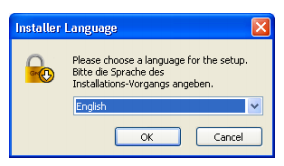 Installer Language
Please choose a language for the setup.
Bitte die Sprache des
Installations-Vorgangs angeben.
English
OK
Cancel